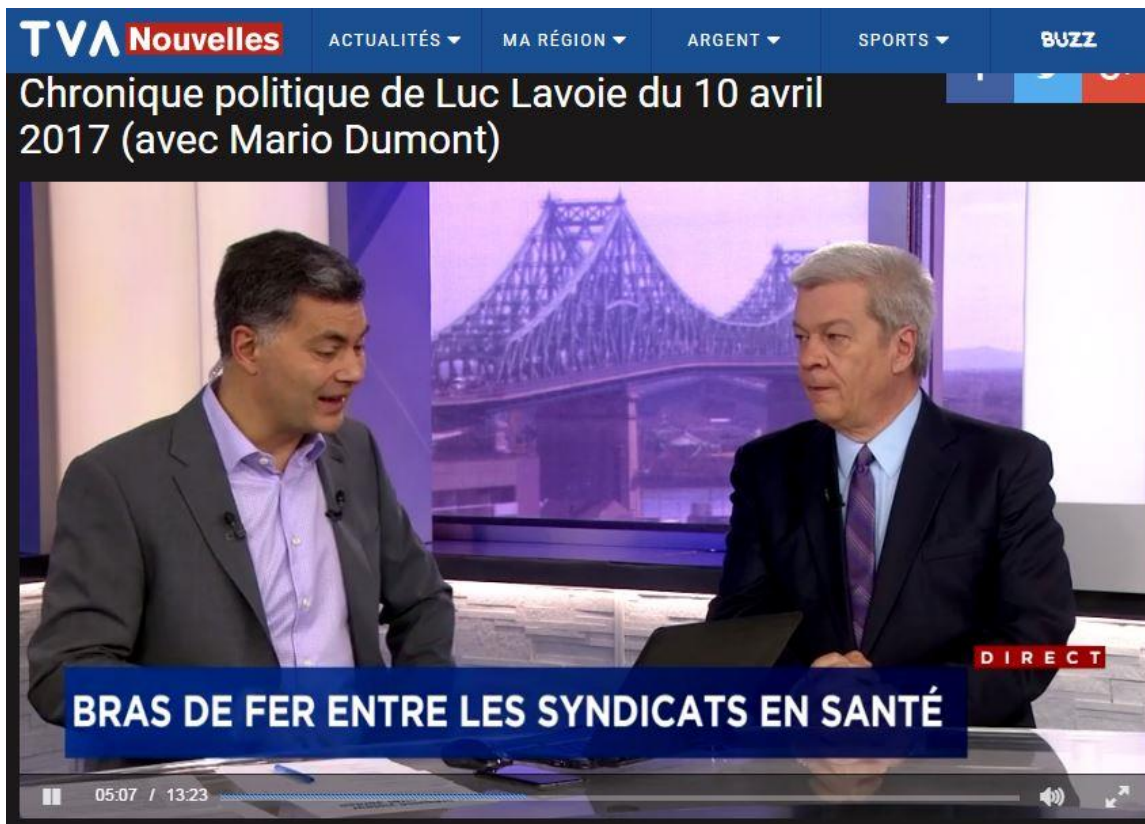 TVA Nouvelles ACTUALITÉS MA RÉGION ARGENT SPORTS BUZZ
Chronique politique de Luc Lavoie du 10 avril
2017 (avec Mario Dumont)
DIRECT
BRAS DE FER ENTRE LES SYNDICATS EN SANTÉ
05:07 / 13:23